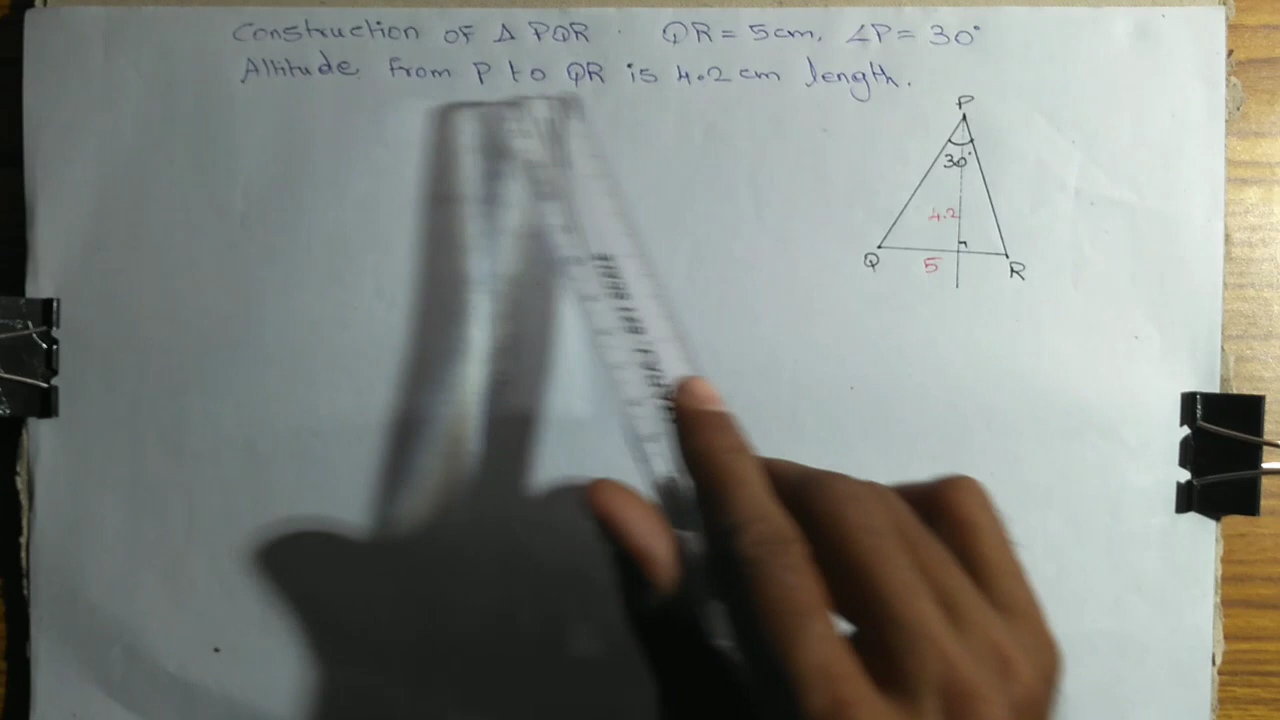 Construction OF Δ PQR . QR = 5cm, ∠P = 30°
Altitude From P to QR is 4.2 cm length.
P
30°
4.2
Q
5
R